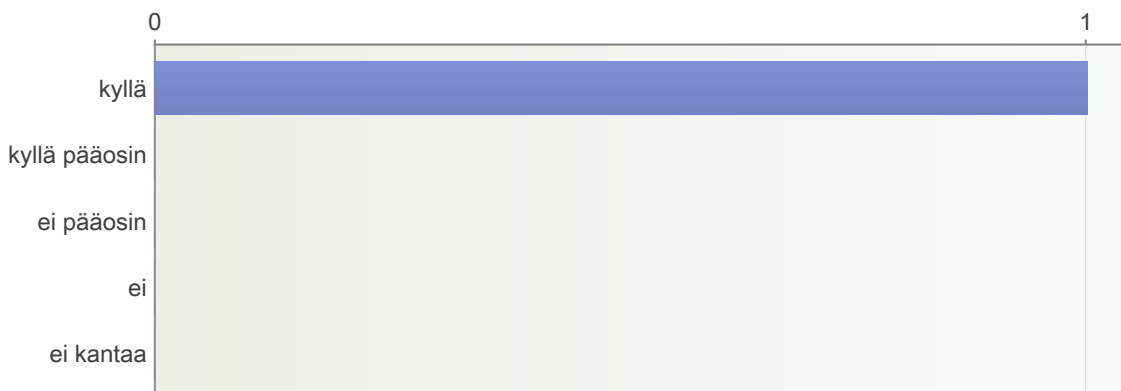 0 1
kyllä
kyllä pääosin
ei pääosin
ei
ei kantaa